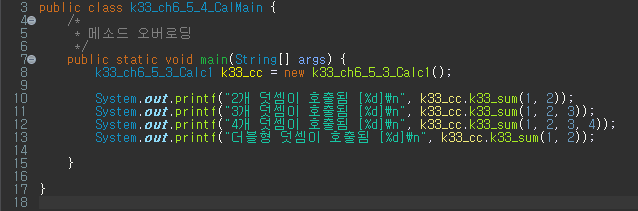 3 public class k33_ch6_5_4_CalMain {
4 /*
5 * 메소드 오버로딩
6 */
7 public static void main(String[] args) {
8 k33_ch6_5_3_Calc1 k33_cc = new k33_ch6_5_3_Calc1();
9
10 System.out.printf("2개 덧셈이 호출됨 [%d]₩n", k33_cc.k33_sum(1, 2));
11 System.out.printf("3개 덧셈이 호출됨 [%d]₩n", k33_cc.k33_sum(1, 2, 3));
12 System.out.printf("4개 덧셈이 호출됨 [%d]₩n", k33_cc.k33_sum(1, 2, 3, 4));
13 System.out.printf("더블형 덧셈이 호출됨 [%d]₩n", k33_cc.k33_sum(1, 2));
14
15 }
16
17 }
18